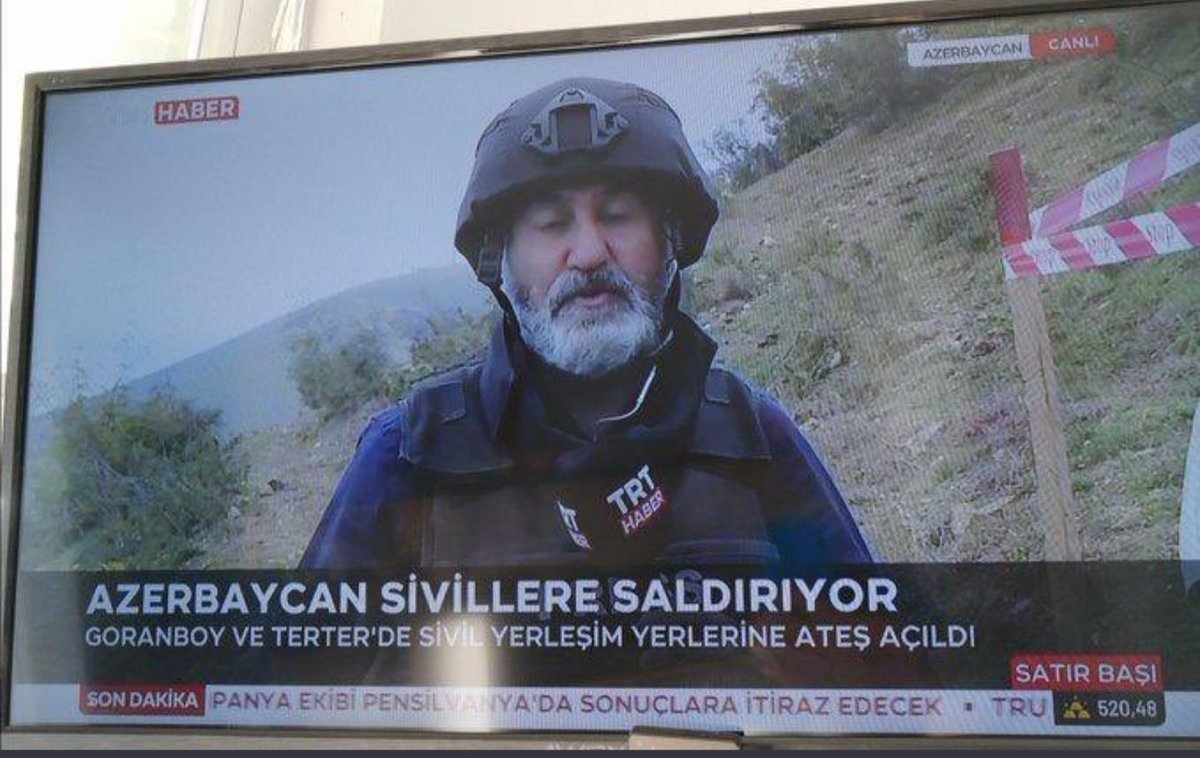 AZERBAYCAN CANLI
HABER
TRT
HABER
AZERBAYCAN SİVİLLERE SALDIRIYOR
GORANBOY VE TERTER'DE SİVİL YERLEŞİM YERLERİNE ATEŞ AÇILDI
SATIR BAŞI
SON DAKİKA PANYA EKİBİ PENSİLVANYA'DA SONUÇLARA İTİRAZ EDECEK • TRU 520,48